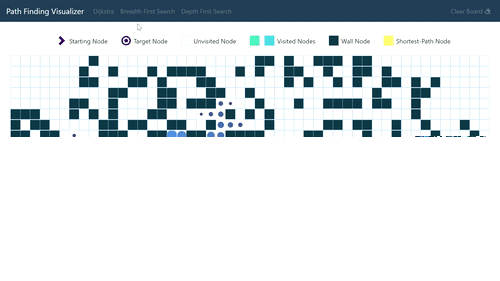 Path Finding Visualizer Dijkstra Breadth First Search Depth First Search Clear Board
Starting Node Target Node Unvisited Node Visited Nodes Wall Node Shortest-Path Node